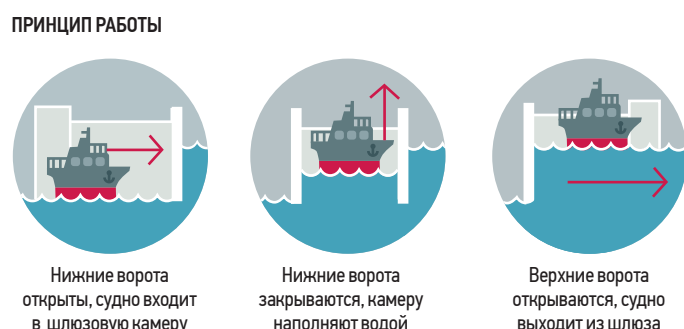 ПРИНЦИП РАБОТЫ
Нижние ворота
открыты, судно входит
в шлюзовую камеру
Нижние ворота
закрываются, камеру
наполняют водой
Верхние ворота
открываются, судно
выходит из шлюза